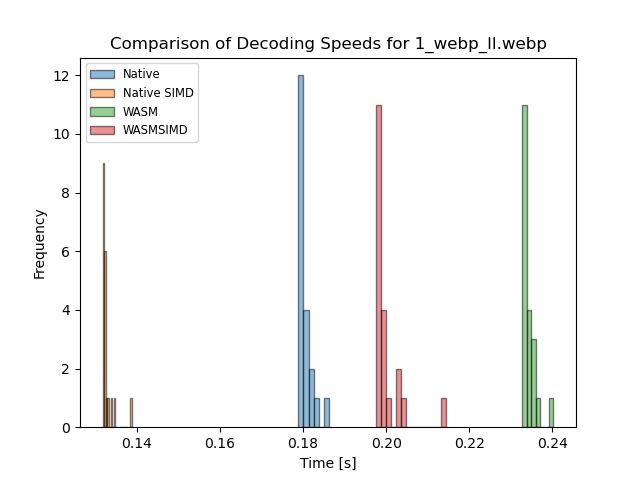 Comparison of Decoding Speeds for 1_webp_ll.webp
Native
Native SIMD
WASM
WASMSIMD
12
10
8
6
4
2
0
Frequency
0.14 0.16 0.18 0.20 0.22 0.24
Time [s]